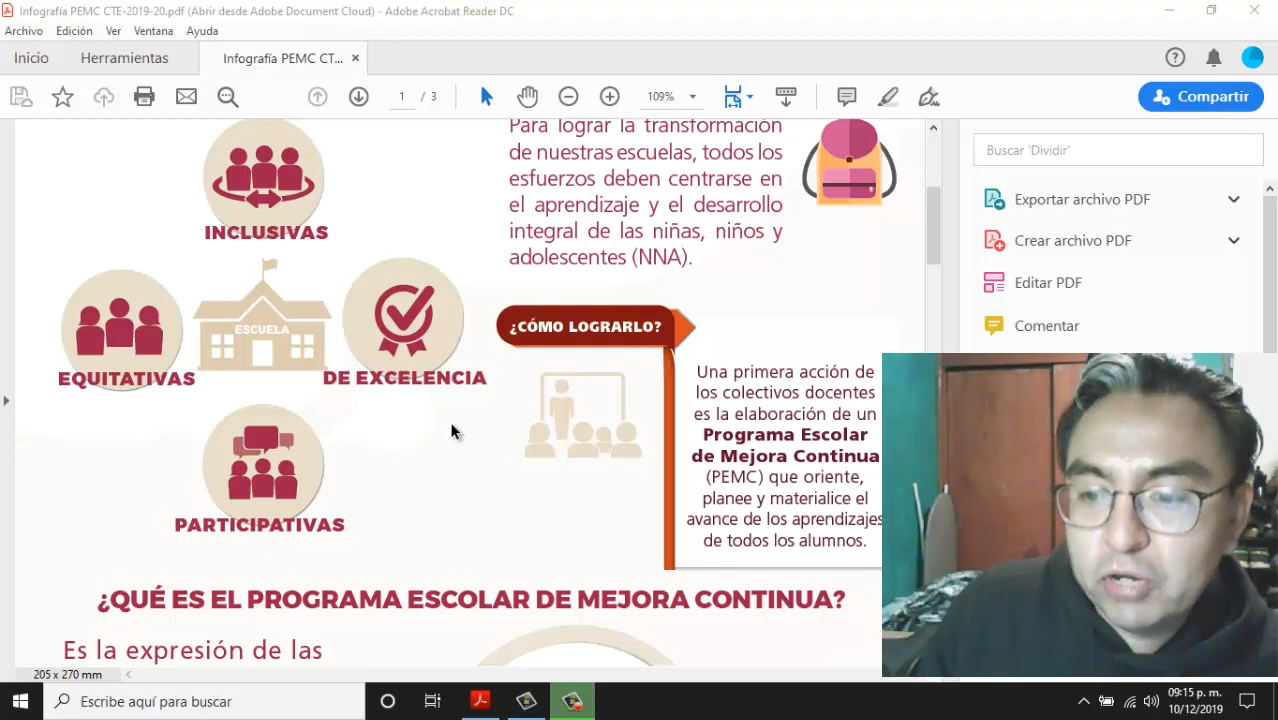 Infografía PEMC CTE-2019-20.pdf (Abrir desde Adobe Document Cloud) - Adobe Acrobat Reader DC
Archivo Edición Ver Ventana Ayuda
Inicio Herramientas Infografía PEMC CT... ×
1 / 3 109% Compartir
Para lograr la transformación
de nuestras escuelas, todos los
esfuerzos deben centrarse en
el aprendizaje y el desarrollo
integral de las niñas, niños y
adolescentes (NNA).
INCLUSIVAS
ESCUELA
EQUITATIVAS
DE EXCELENCIA
PARTICIPATIVAS
¿CÓMO LOGRARLO?
Una primera acción de
los colectivos docentes
es la elaboración de un
Programa Escolar
de Mejora Continua
(PEMC) que oriente,
planee y materialice el
avance de los aprendizajes
de todos los alumnos.
¿QUÉ ES EL PROGRAMA ESCOLAR DE MEJORA CONTINUA?
Es la expresión de las
205 x 270 mm
Buscar 'Dividir'
Exportar archivo PDF
Crear archivo PDF
Editar PDF
Comentar
Escribe aquí para buscar
09:15 p. m.
10/12/2019